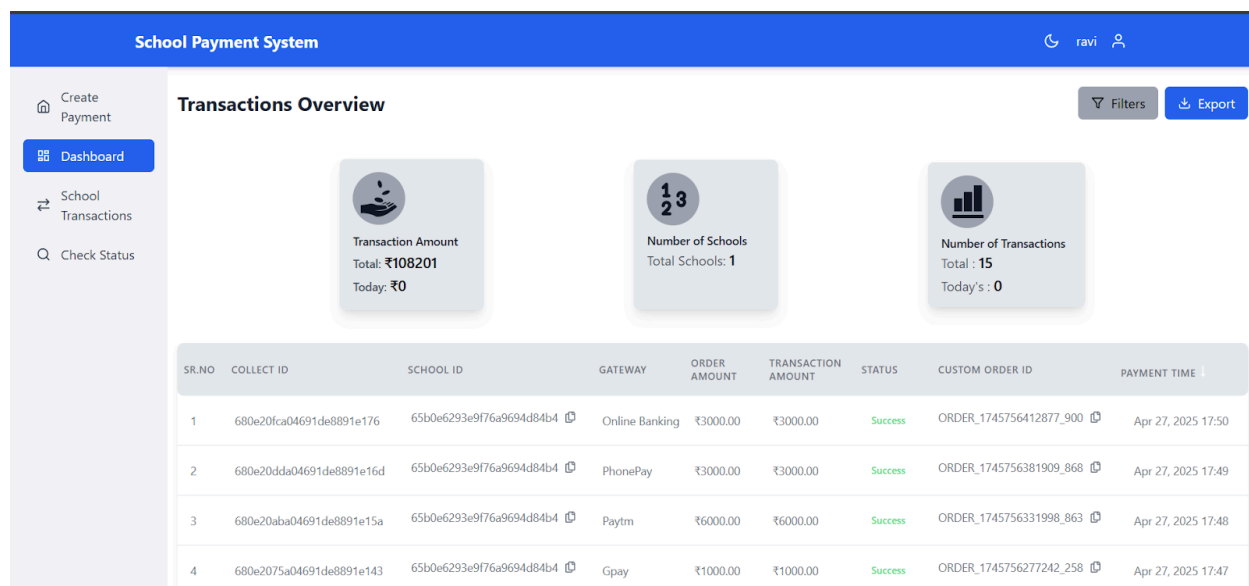 School Payment System
ravi
Create
Payment
Dashboard
School
Transactions
Check Status
Transactions Overview
Filters
Export
Transaction Amount
Total: ₹108201
Today: ₹0
1
2 3
Number of Schools
Total Schools: 1
Number of Transactions
Total : 15
Today's : 0
SR.NO COLLECT ID SCHOOL ID GATEWAY ORDER AMOUNT TRANSACTION AMOUNT STATUS CUSTOM ORDER ID PAYMENT TIME
1 680e20fca04691de8891e176 65b0e6293e9f76a9694d84b4 Online Banking ₹3000.00 ₹3000.00 Success ORDER_1745756412877_900 Apr 27, 2025 17:50
2 680e20dda04691de8891e16d 65b0e6293e9f76a9694d84b4 PhonePay ₹3000.00 ₹3000.00 Success ORDER_1745756381909_868 Apr 27, 2025 17:49
3 680e20aba04691de8891e15a 65b0e6293e9f76a9694d84b4 Paytm ₹6000.00 ₹6000.00 Success ORDER_1745756331998_863 Apr 27, 2025 17:48
4 680e2075a04691de8891e143 65b0e6293e9f76a9694d84b4 Gpay ₹1000.00 ₹1000.00 Success ORDER_1745756277242_258 Apr 27, 2025 17:47